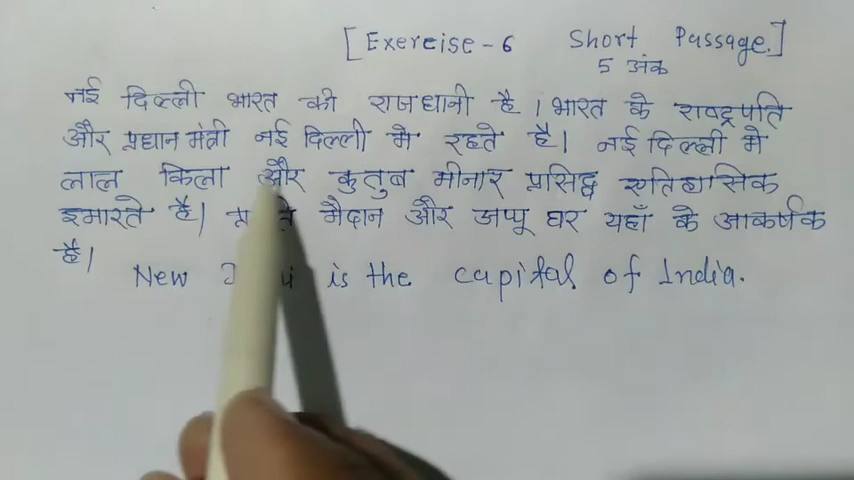 [Exercise-6 Short Passage.]
5 अंक
नई दिल्ली भारत की राजधानी है । भारत के राष्ट्रपति
और प्रधान मंत्री नई दिल्ली मे रहते है। नई दिल्ली मे
लाल किला और कुतुब मीनार प्रसिद्ध एतिहासिक
इमारते है। मैदान और अप्पू घर यहाँ के आकर्षक
है।
New is the capital of India.